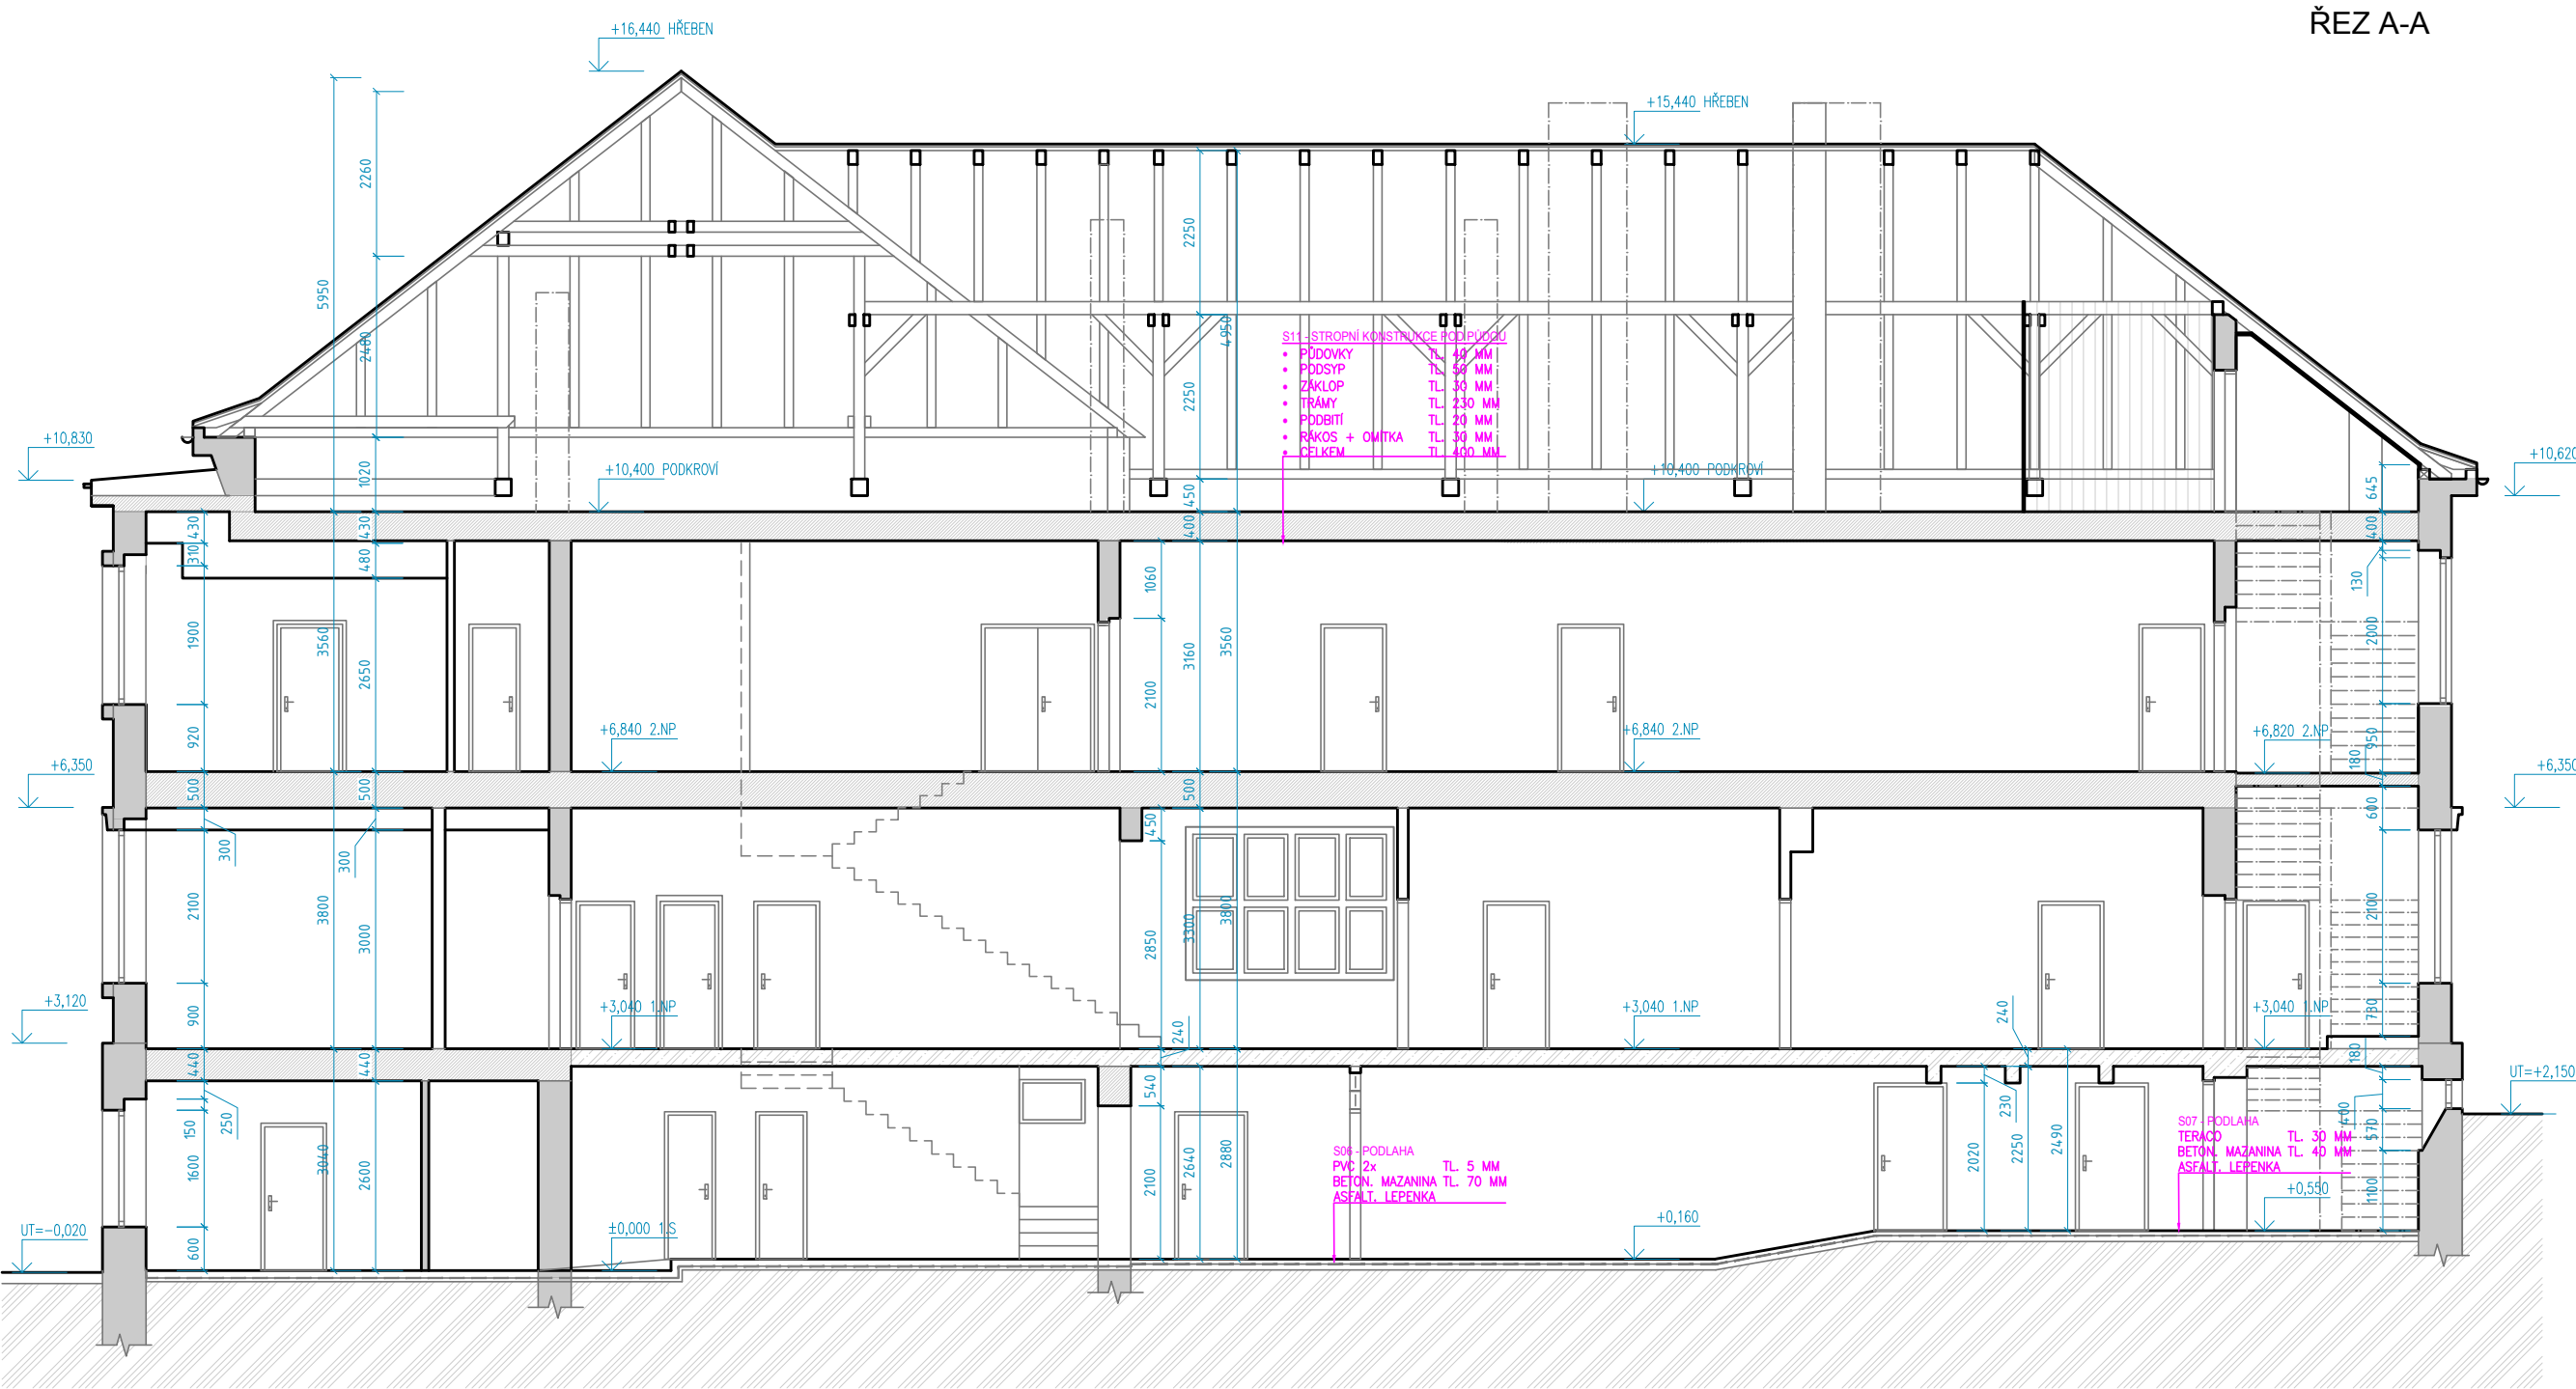 ŘEZ A-A
+16,440 HŘEBEN
+15,440 HŘEBEN
2260
5950
2480
1020
2250
4950
2250
450
S11 - STROPNÍ KONSTRUKCE POD PŮDOU
• PŮDOVKY TL. 40 MM
• PODSYP TL. 50 MM
• ZÁKLOP TL. 30 MM
• TRÁMY TL. 230 MM
• PODBITÍ TL. 20 MM
• RÁKOS + OMÍTKA TL. 30 MM
• CELKEM TL. 400 MM
+10,830
+10,400 PODKROVÍ
+10,400 PODKROVÍ
+10,620
645
430
430
400
400
310
480
130
1060
1900
3560
2650
2100
3160
3560
2000
920
950
180
+6,840 2.NP
+6,840 2.NP
+6,820 2.NP
+6,350
+6,350
500
500
500
600
300
300
450
2100
3800
3000
2850
3300
3800
2100
900
730
240
240
+3,120
+3,040 1.NP
+3,040 1.NP
+3,040 1.NP
440
440
540
180
UT=+2,150
250
150
230
400
570
1600
3040
2600
2100
2640
2880
2020
2250
2490
1100
600
S06 - PODLAHA
PVC 2x TL. 5 MM
BETON. MAZANINA TL. 70 MM
ASFALT. LEPENKA
S07 - PODLAHA
TERACO TL. 30 MM
BETON. MAZANINA TL. 40 MM
ASFALT. LEPENKA
UT=-0,020
±0,000 1.S
+0,160
+0,550